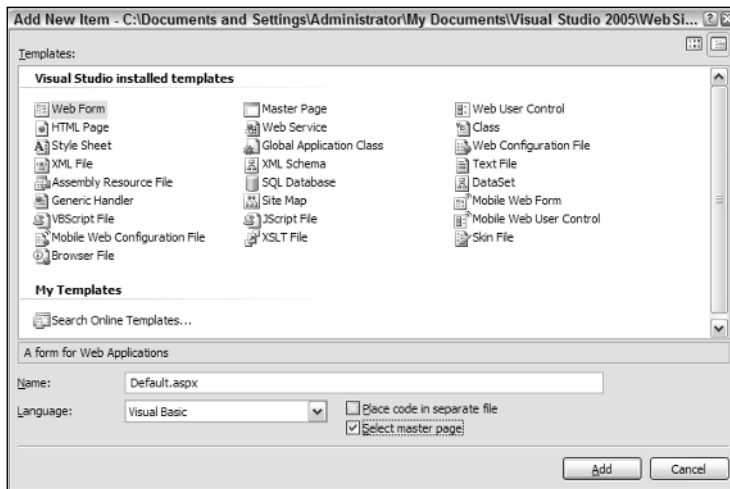 Add New Item - C:\Documents and Settings\Administrator\My Documents\Visual Studio 2005\WebSi...
Templates:
Visual Studio installed templates
Web Form Master Page Web User Control
HTML Page Web Service Class
Style Sheet Global Application Class Web Configuration File
XML File XML Schema Text File
Assembly Resource File SQL Database DataSet
Generic Handler Site Map Mobile Web Form
VBScript File JScript File Mobile Web User Control
Mobile Web Configuration File XSLT File Skin File
Browser File
My Templates
Search Online Templates...
A form for Web Applications
Name: Default.aspx
Language: Visual Basic Place code in separate file
Select master page
Add Cancel